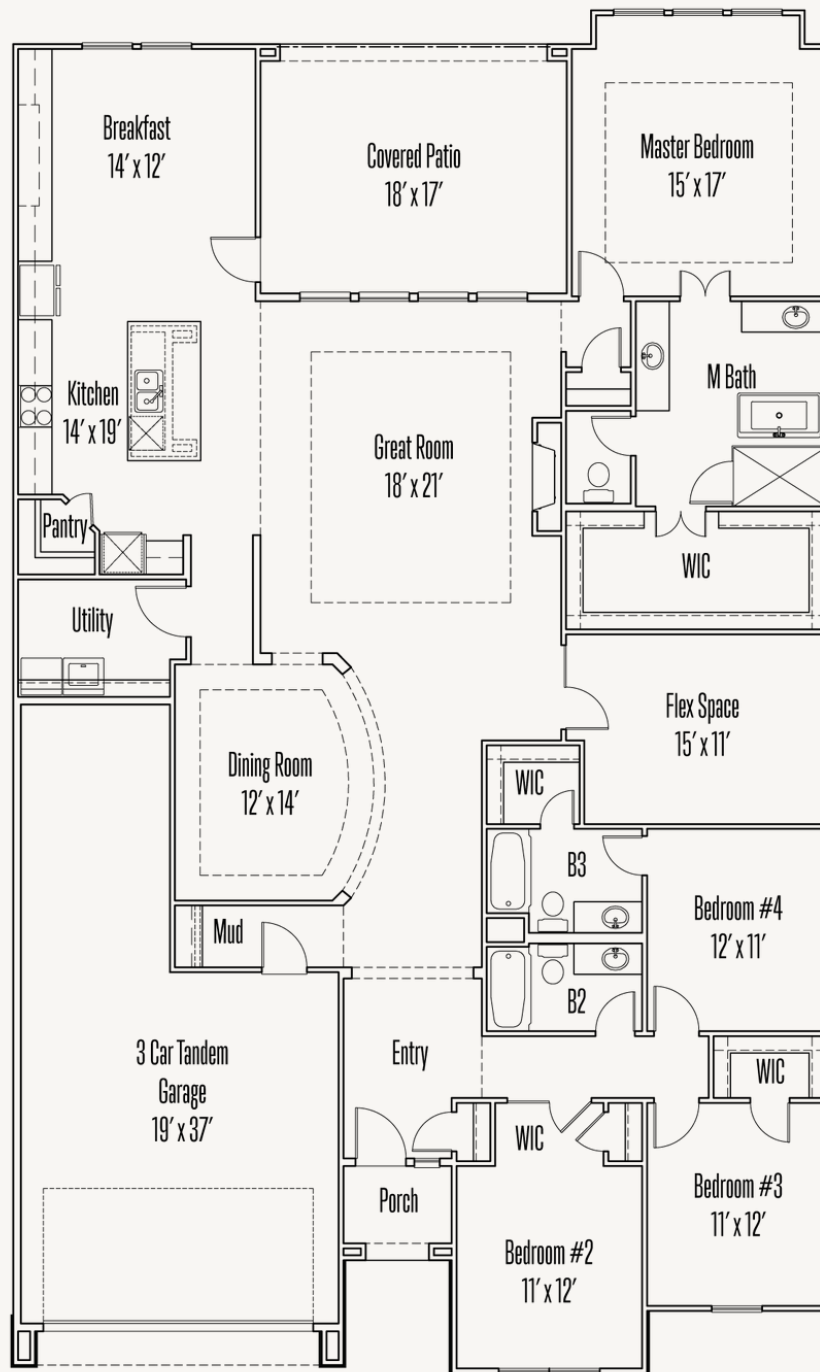 Breakfast
14' x 12'
Covered Patio
18' x 17'
Master Bedroom
15' x 17'
Kitchen
14' x 19'
Great Room
18' x 21'
M Bath
Pantry
WIC
Utility
Flex Space
15' x 11'
Dining Room
12' x 14'
WIC
B3
Bedroom #4
12' x 11'
Mud
B2
Entry
3 Car Tandem
Garage
19' x 37'
WIC
WIC
Porch
Bedroom #3
11' x 12'
Bedroom #2
11' x 12'